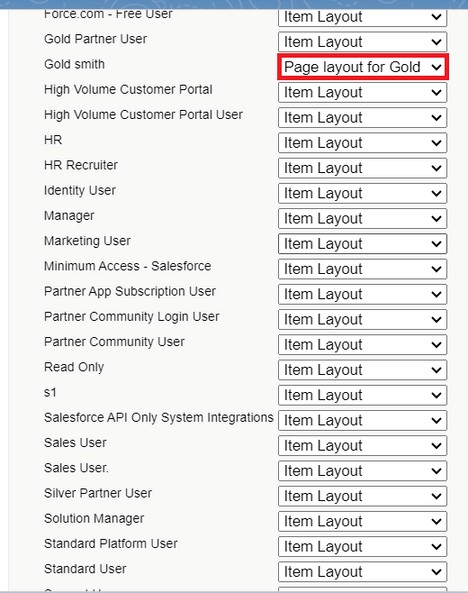 Force.com - Free User Item Layout
Gold Partner User Item Layout
Gold smith Page layout for Gold
High Volume Customer Portal Item Layout
High Volume Customer Portal User Item Layout
HR Item Layout
HR Recruiter Item Layout
Identity User Item Layout
Manager Item Layout
Marketing User Item Layout
Minimum Access - Salesforce Item Layout
Partner App Subscription User Item Layout
Partner Community Login User Item Layout
Partner Community User Item Layout
Read Only Item Layout
s1 Item Layout
Salesforce API Only System Integrations Item Layout
Sales User Item Layout
Sales User. Item Layout
Silver Partner User Item Layout
Solution Manager Item Layout
Standard Platform User Item Layout
Standard User Item Layout